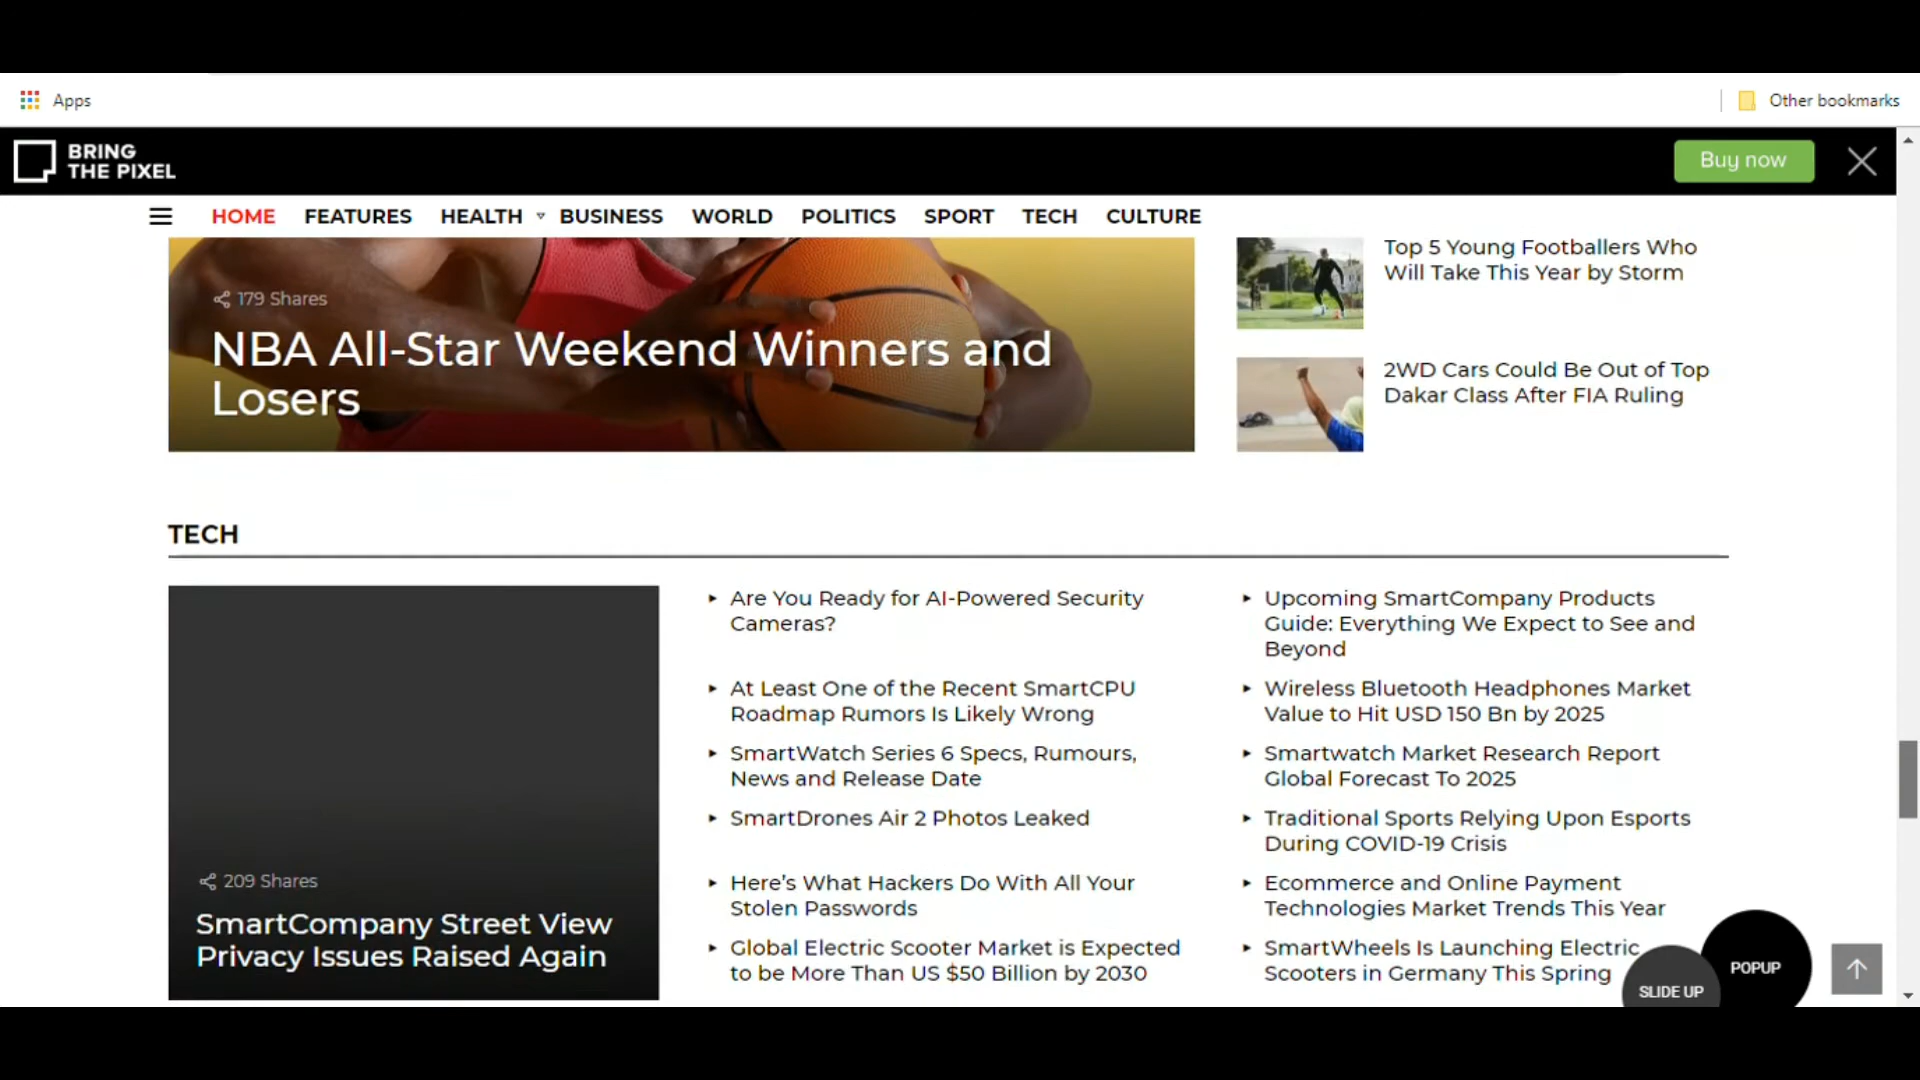 Apps
Other bookmarks
BRING
THE PIXEL
Buy now
HOME FEATURES HEALTH BUSINESS WORLD POLITICS SPORT TECH CULTURE
179 Shares
NBA All-Star Weekend Winners and
Losers
Top 5 Young Footballers Who
Will Take This Year by Storm
2WD Cars Could Be Out of Top
Dakar Class After FIA Ruling
TECH
209 Shares
SmartCompany Street View
Privacy Issues Raised Again
Are You Ready for AI-Powered Security
Cameras?
At Least One of the Recent SmartCPU
Roadmap Rumors Is Likely Wrong
SmartWatch Series 6 Specs, Rumours,
News and Release Date
SmartDrones Air 2 Photos Leaked
Here’s What Hackers Do With All Your
Stolen Passwords
Global Electric Scooter Market is Expected
to be More Than US $50 Billion by 2030
Upcoming SmartCompany Products
Guide: Everything We Expect to See and
Beyond
Wireless Bluetooth Headphones Market
Value to Hit USD 150 Bn by 2025
Smartwatch Market Research Report
Global Forecast To 2025
Traditional Sports Relying Upon Esports
During COVID-19 Crisis
Ecommerce and Online Payment
Technologies Market Trends This Year
SmartWheels Is Launching Electric
Scooters in Germany This Spring
SLIDE UP
POPUP